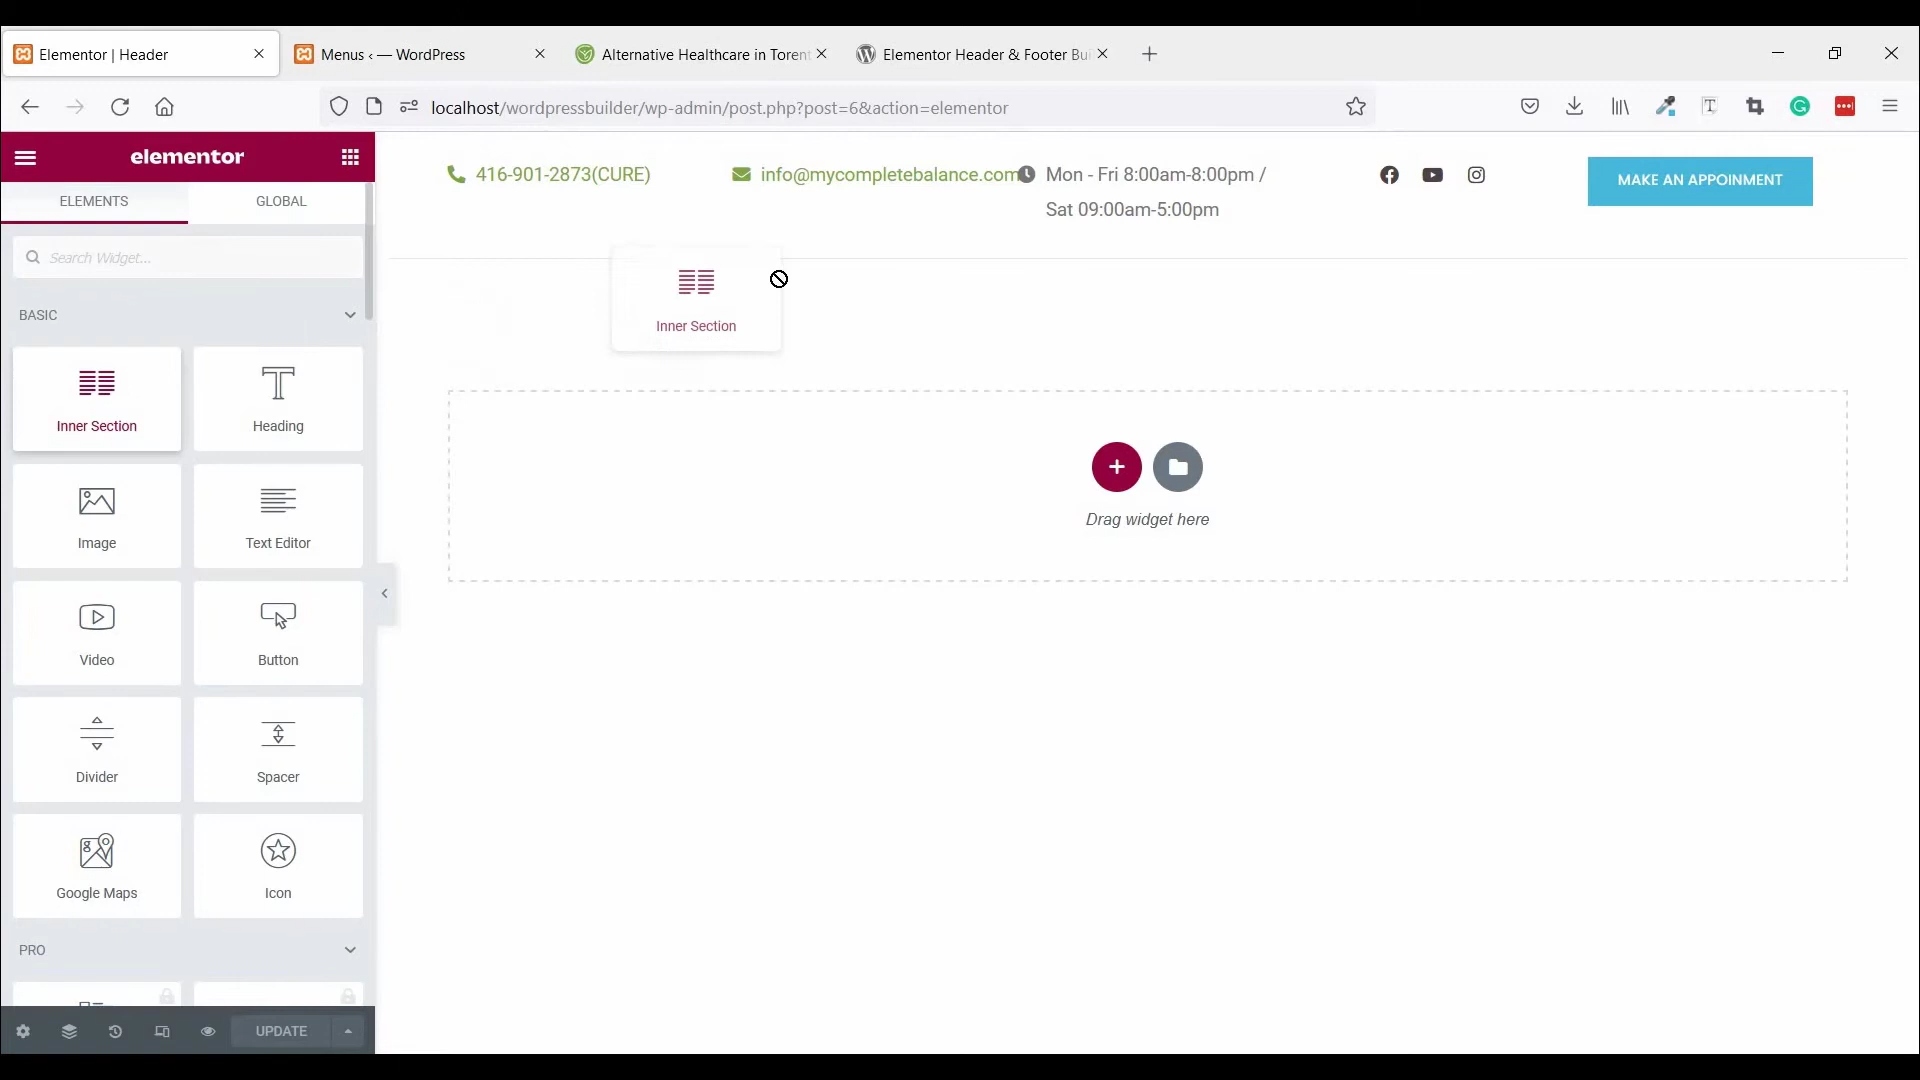 Elementor | Header
Menus ‹ — WordPress
Alternative Healthcare in Torent
Elementor Header & Footer Bui
localhost/wordpressbuilder/wp-admin/post.php?post=6&action=elementor
elementor
ELEMENTS
GLOBAL
Search Widget...
BASIC
Inner Section
Heading
Image
Text Editor
Video
Button
Divider
Spacer
Google Maps
Icon
PRO
UPDATE
416-901-2873(CURE)
info@mycompletebalance.com
Mon - Fri 8:00am-8:00pm /
Sat 09:00am-5:00pm
MAKE AN APPOINMENT
Inner Section
Drag widget here